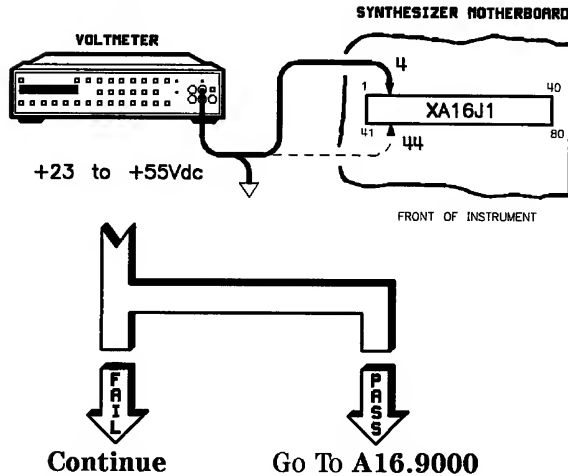 SYNTHESIZER MOTHERBOARD
VOLTMETER
4
1
40
XA16J1
41
44
80
+23 to +55Vdc
FRONT OF INSTRUMENT
FAIL
PASS
Continue
Go To A16.9000